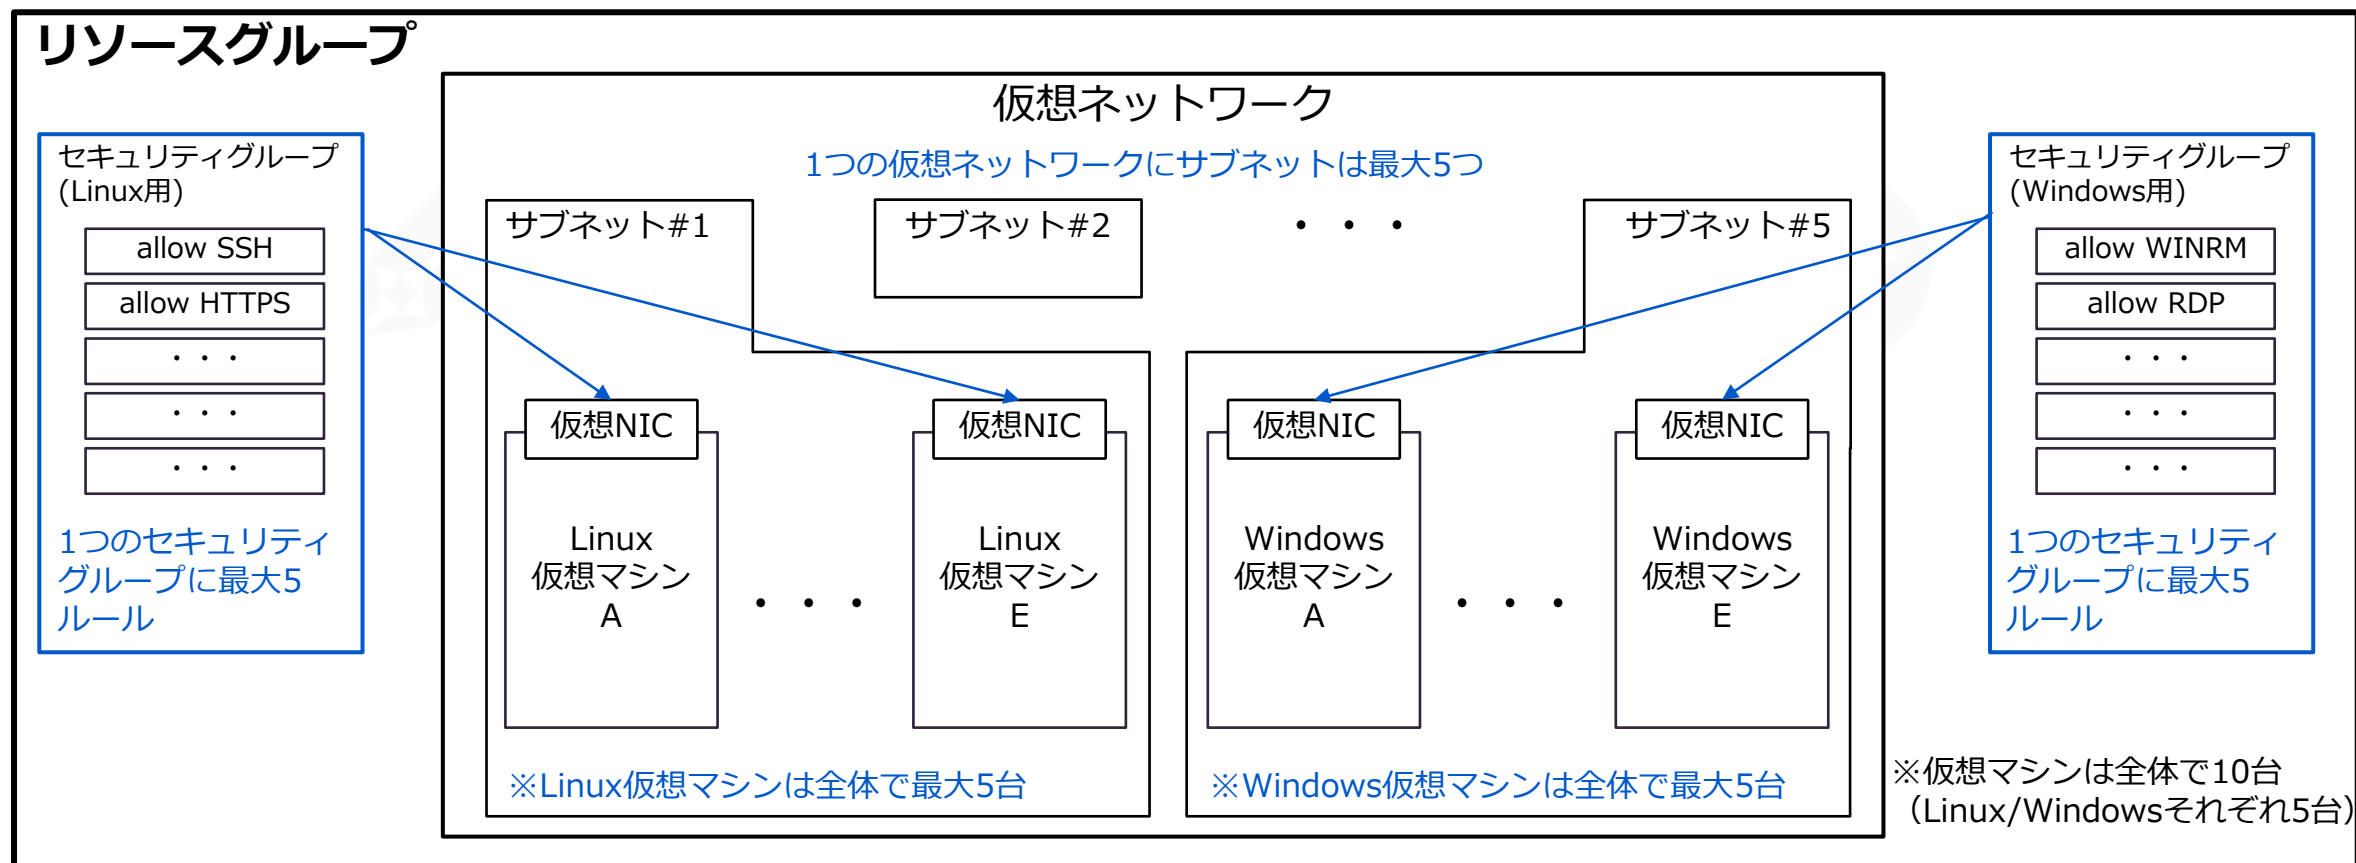 リソースグループ
仮想ネットワーク
1つの仮想ネットワークにサブネットは最大5つ
セキュリティグループ
(Linux用)
allow SSH
allow HTTPS
・・・
・・・
・・・
1つのセキュリティ
グループに最大5
ルール
サブネット#1
サブネット#2
・・・
サブネット#5
仮想NIC
Linux
仮想マシン
A
・・・
仮想NIC
Linux
仮想マシン
E
※Linux仮想マシンは全体で最大5台
仮想NIC
Windows
仮想マシン
A
・・・
仮想NIC
Windows
仮想マシン
E
※Windows仮想マシンは全体で最大5台
セキュリティグループ
(Windows用)
allow WINRM
allow RDP
・・・
・・・
・・・
1つのセキュリティ
グループに最大5
ルール
※仮想マシンは全体で10台
（Linux/Windowsそれぞれ5台）